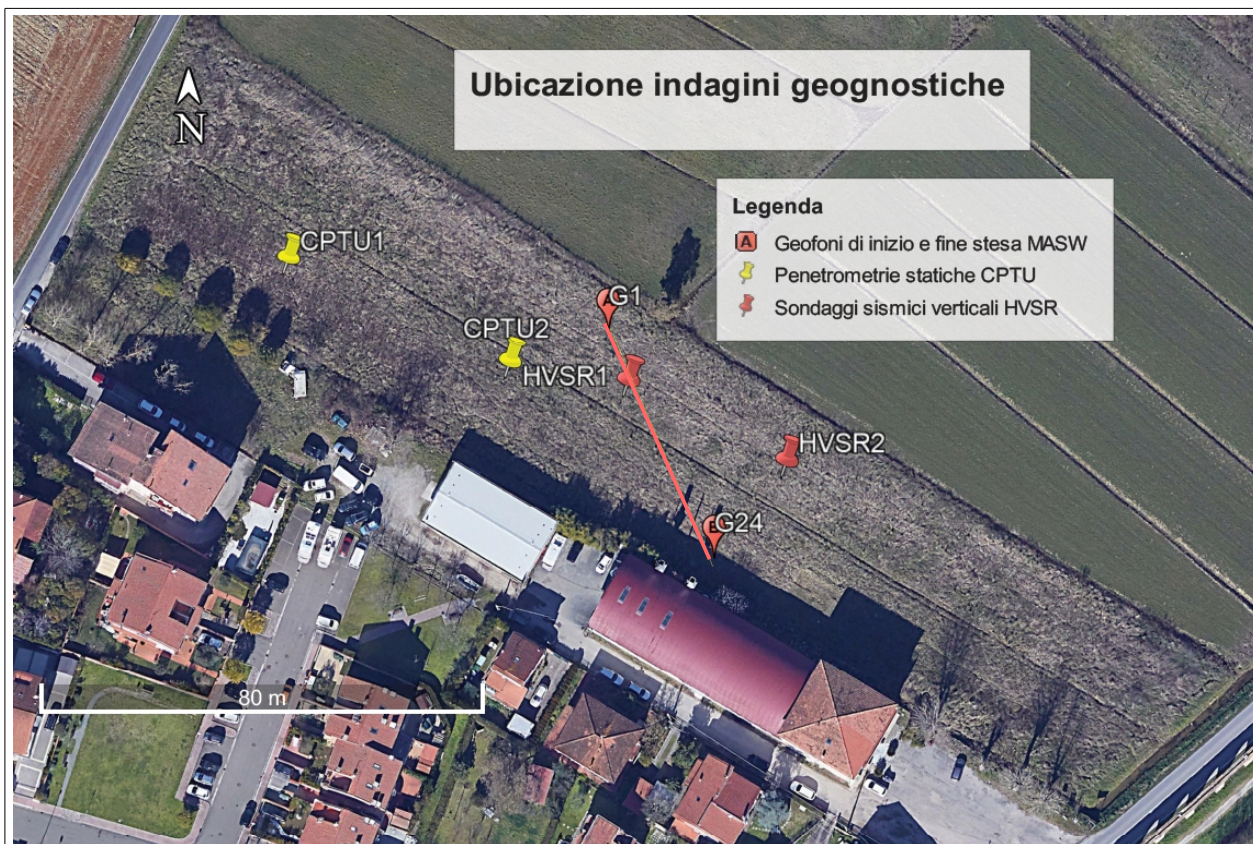 Ubicazione indagini geognostiche
N
Legenda
A Geofoni di inizio e fine stesa MASW
Penetrometrie statiche CPTU
Sondaggi sismici verticali HVSR
CPTU1
G1
CPTU2
HVSR1
HVSR2
G24
80 m